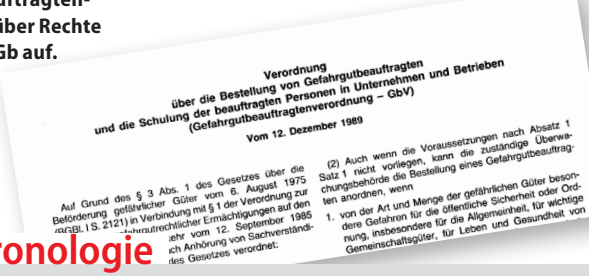 uftragten-
über Rechte
Gb auf.
Verordnung
über die Bestellung von Gefahrgutbeauftragten
und die Schulung der beauftragten Personen in Unternehmen und Betrieben
(Gefahrgutbeauftragtenverordnung – GbV)
Vom 12. Dezember 1989
Auf Grund des § 3 Abs. 1 des Gesetzes über die
Beförderung gefährlicher Güter vom 6. August 1975
(BGBl. I S. 2121) in Verbindung mit § 1 der Verordnung zur
fahrgutrechtlicher Ermächtigungen auf den
ehr vom 12. September 1985
ch Anhörung von Sachverständi-
des Gesetzes verordnet:
(2) Auch wenn die Voraussetzungen nach Absatz 1
Satz 1 nicht vorliegen, kann die zuständige Überwa-
chungsbehörde die Bestellung eines Gefahrgutbeauftrag-
ten anordnen, wenn
1. von der Art und Menge der gefährlichen Güter beson-
dere Gefahren für die öffentliche Sicherheit oder Ord-
nung, insbesondere für die Allgemeinheit, für wichtige
Gemeinschaftsgüter, für Leben und Gesundheit von
ronologie